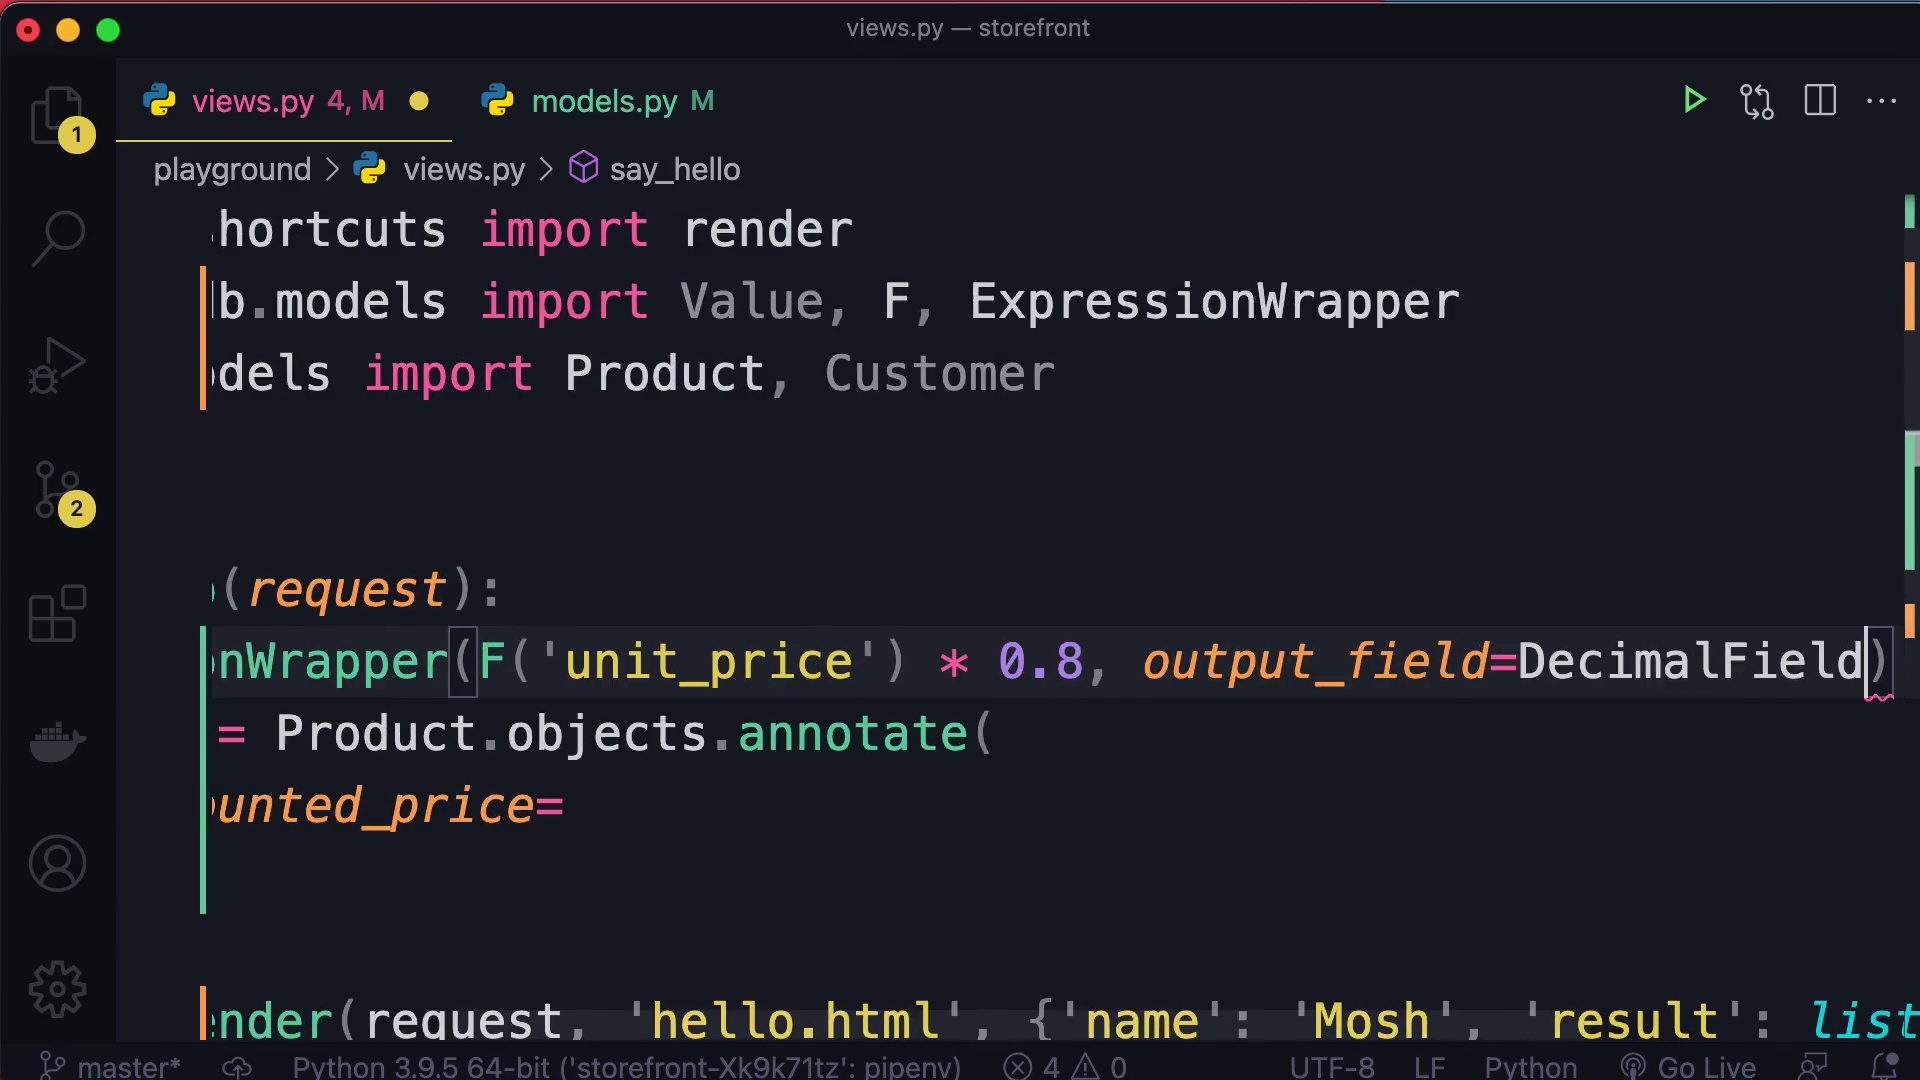 views.py — storefront
views.py 4, M
models.py M
1
playground > views.py > say_hello
hortcuts import render
b.models import Value, F, ExpressionWrapper
dels import Product, Customer
2
(request):
nWrapper(F('unit_price') * 0.8, output_field=DecimalField)
= Product.objects.annotate(
unted_price=
nder(request, 'hello.html', {'name': 'Mosh', 'result': list
master* Python 3.9.5 64-bit ('storefront-Xk9k71tz': pipenv) 4 0 UTF-8 LF Python Go Live